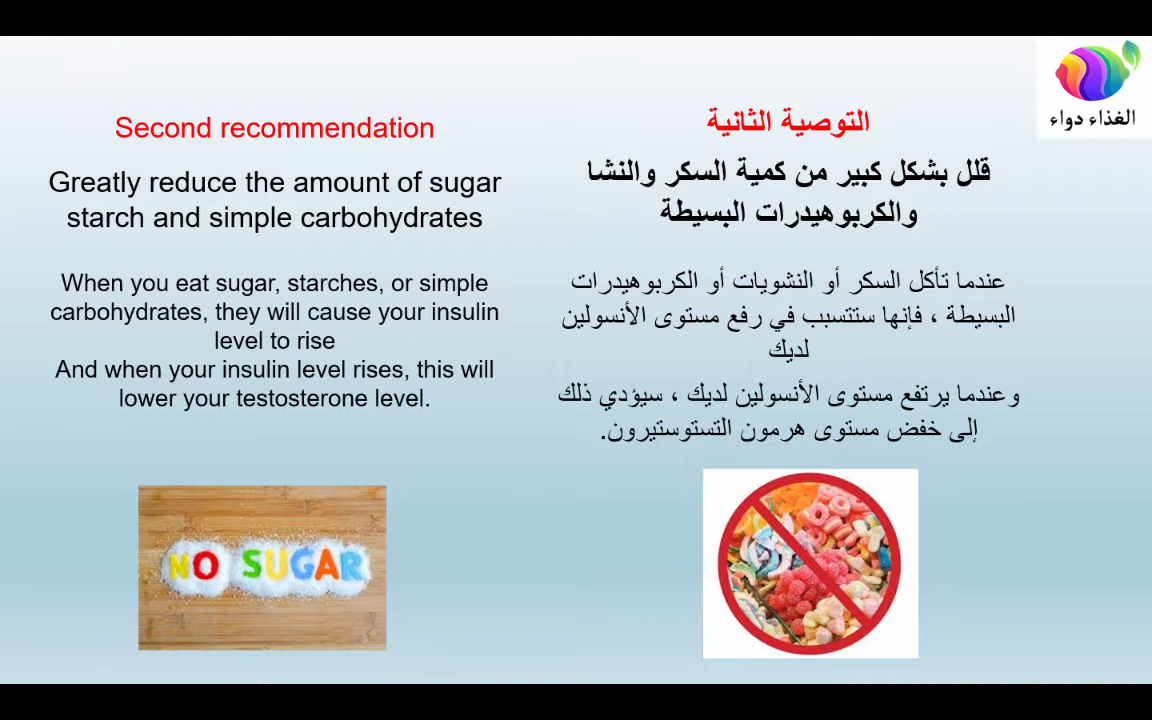 الغذاء دواء
Second recommendation
Greatly reduce the amount of sugar
starch and simple carbohydrates
When you eat sugar, starches, or simple
carbohydrates, they will cause your insulin
level to rise
And when your insulin level rises, this will
lower your testosterone level.
NO SUGAR
التوصية الثانية
قلل بشكل كبير من كمية السكر والنشا
والكربوهيدرات البسيطة
عندما تأكل السكر أو النشويات أو الكربوهيدرات
البسيطة ، فإنها ستتسبب في رفع مستوى الأنسولين
لديك
وعندما يرتفع مستوى الأنسولين لديك ، سيؤدي ذلك
إلى خفض مستوى هرمون التستوستيرون.